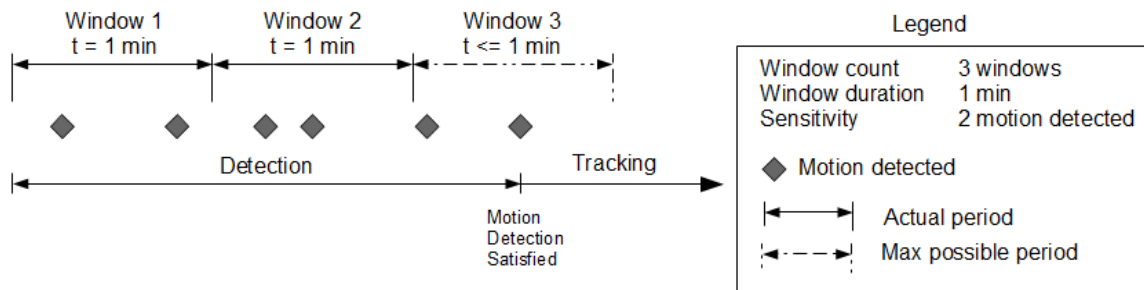 Window 1
t = 1 min
Window 2
t = 1 min
Window 3
t <= 1 min
Detection
Tracking
Motion
Detection
Satisfied
Legend
Window count 3 windows
Window duration 1 min
Sensitivity 2 motion detected
Motion detected
Actual period
Max possible period